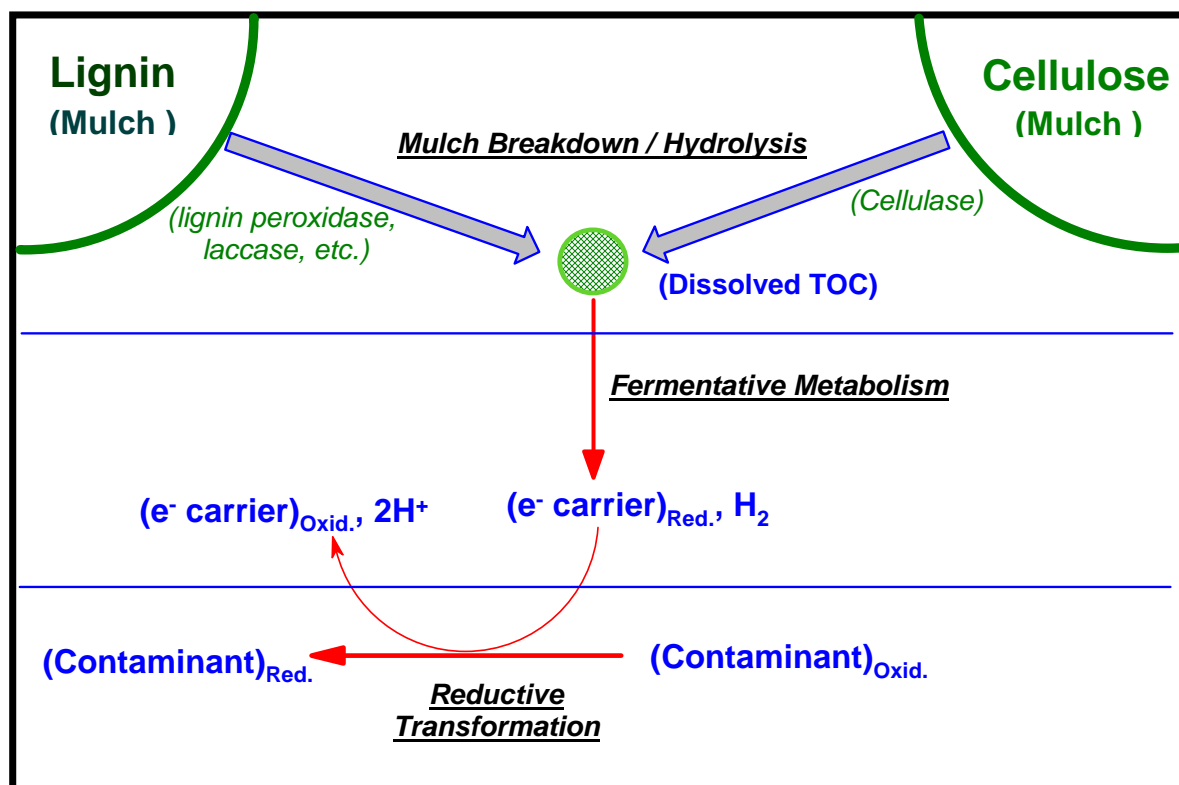 Lignin
(Mulch )
Cellulose
(Mulch )
Mulch Breakdown / Hydrolysis
(lignin peroxidase,
laccase, etc.)
(Cellulase)
(Dissolved TOC)
Fermentative Metabolism
(e⁻ carrier)Oxid., 2H⁺
(e⁻ carrier)Red., H₂
(Contaminant)Red.
(Contaminant)Oxid.
Reductive
Transformation